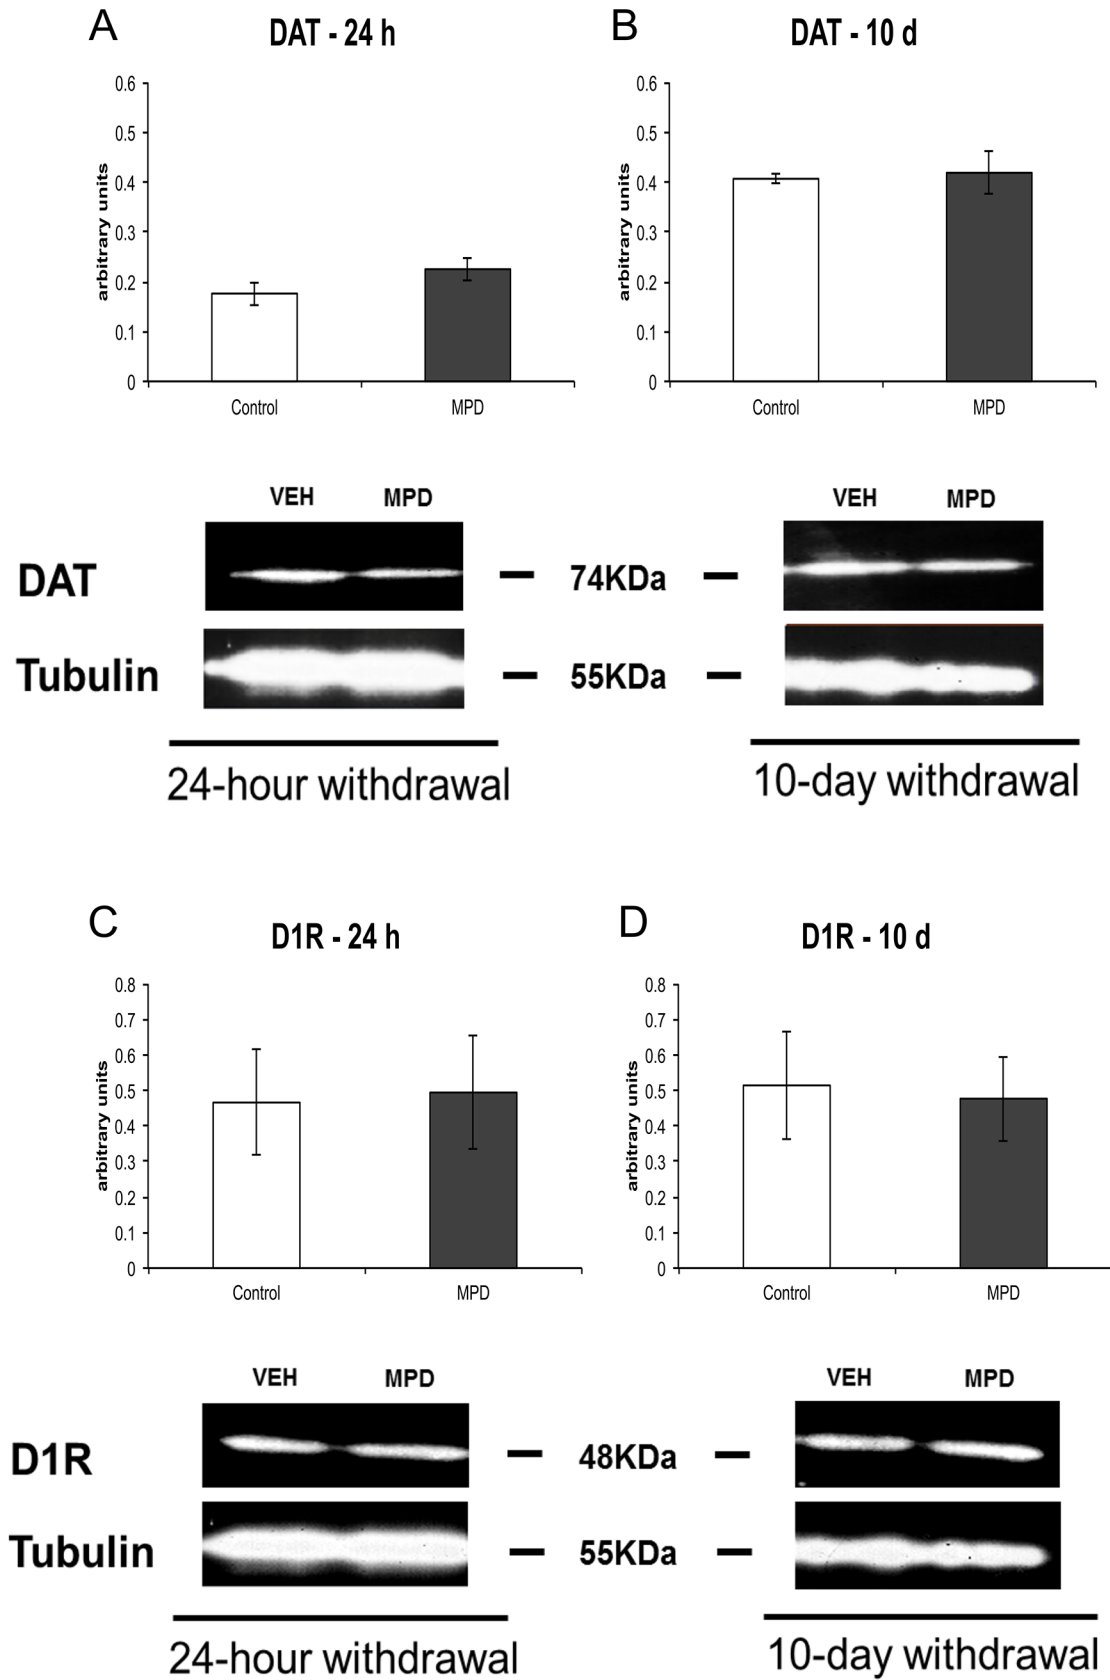 A
DAT - 24 h
0.6
0.5
0.4
0.3
0.2
0.1
0
arbitrary units
Control
MPD
B
DAT - 10 d
0.6
0.5
0.4
0.3
0.2
0.1
0
arbitrary units
Control
MPD
VEH MPD
VEH MPD
DAT
74KDa
Tubulin
55KDa
24-hour withdrawal
10-day withdrawal
C
D1R - 24 h
0.8
0.7
0.6
0.5
0.4
0.3
0.2
0.1
0
arbitrary units
Control
MPD
D
D1R - 10 d
0.8
0.7
0.6
0.5
0.4
0.3
0.2
0.1
0
arbitrary units
Control
MPD
VEH MPD
VEH MPD
D1R
48KDa
Tubulin
55KDa
24-hour withdrawal
10-day withdrawal